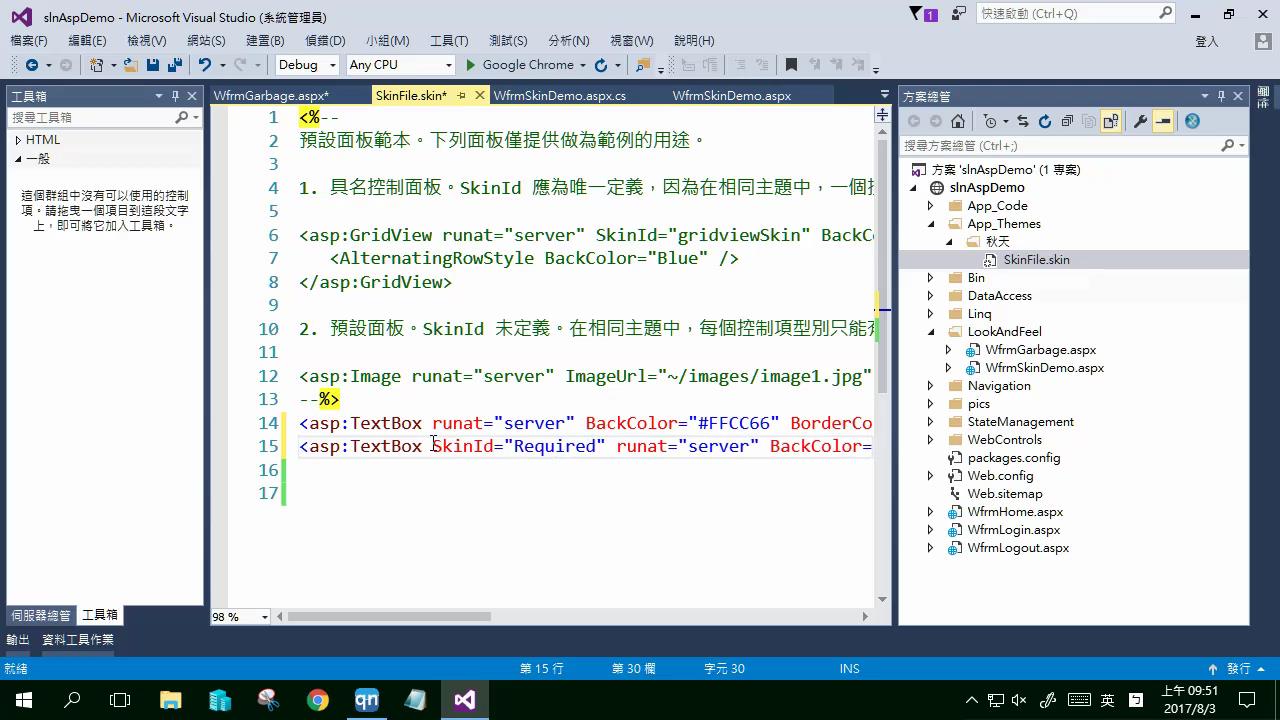 slnAspDemo - Microsoft Visual Studio (系統管理員)
1
快速啟動 (Ctrl+Q)
檔案(F) 編輯(E) 檢視(V) 網站(S) 建置(B) 偵錯(D) 小組(M) 工具(T) 測試(S) 分析(N) 視窗(W) 說明(H)
登入
Debug Any CPU Google Chrome
工具箱
搜尋工具箱
HTML
一般
這個群組中沒有可以使用的控制
項。請拖曳一個項目到這段文字
上，即可將它加入工具箱。
伺服器總管 工具箱
輸出 資料工具作業
WfrmGarbage.aspx* SkinFile.skin* WfrmSkinDemo.aspx.cs WfrmSkinDemo.aspx
1 <%--
2 預設面板範本。下列面板僅提供做為範例的用途。
3
4 1. 具名控制面板。SkinId 應為唯一定義，因為在相同主題中，一個
5
6 <asp:GridView runat="server" SkinId="gridviewSkin" BackCo
7 <AlternatingRowStyle BackColor="Blue" />
8 </asp:GridView>
9
10 2. 預設面板。SkinId 未定義。在相同主題中，每個控制項型別只能有
11
12 <asp:Image runat="server" ImageUrl="~/images/image1.jpg"
13 --%>
14 <asp:TextBox runat="server" BackColor="#FFCC66" BorderCo
15 <asp:TextBox SkinId="Required" runat="server" BackColor=
16
17
98 %
方案總管
搜尋方案總管 (Ctrl+;)
方案 'slnAspDemo' (1 專案)
slnAspDemo
App_Code
App_Themes
秋天
SkinFile.skin
Bin
DataAccess
Linq
LookAndFeel
WfrmGarbage.aspx
WfrmSkinDemo.aspx
Navigation
pics
StateManagement
WebControls
packages.config
Web.config
Web.sitemap
WfrmHome.aspx
WfrmLogin.aspx
WfrmLogout.aspx
就緒 第 15 行 第 30 欄 字元 30 INS 發行
qn
英
上午 09:51
2017/8/3